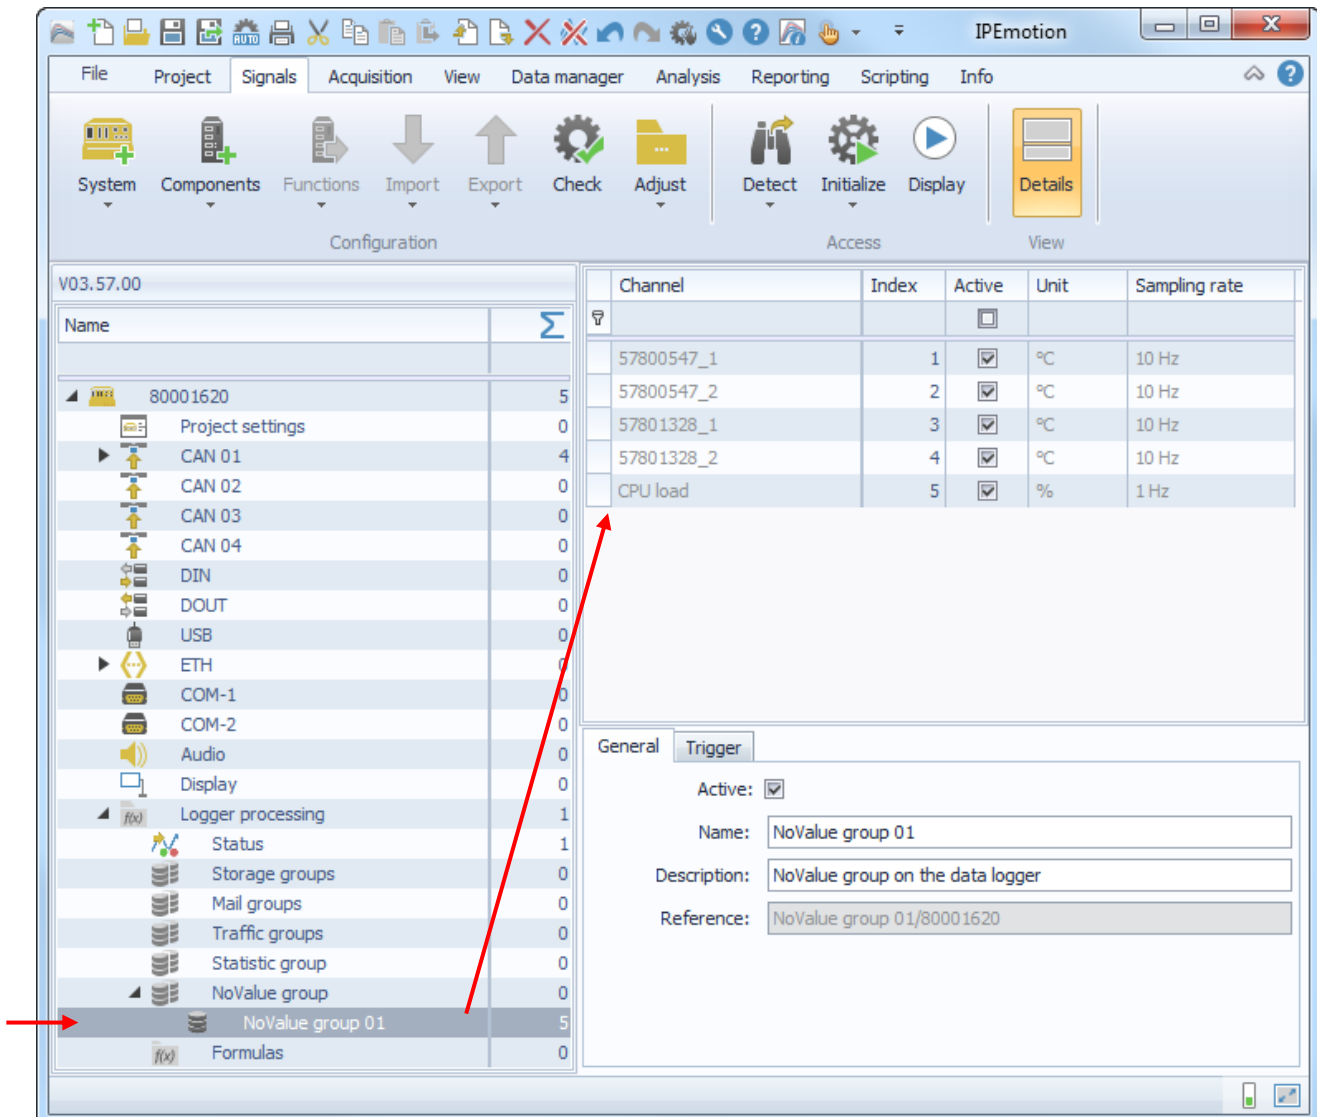 IPEmotion
File Project Signals Acquisition View Data manager Analysis Reporting Scripting Info
System Components Functions Import Export Check Adjust Detect Initialize Display Details
Configuration Access View
V03.57.00
Name
80001620 5
Project settings 0
CAN 01 4
CAN 02 0
CAN 03 0
CAN 04 0
DIN 0
DOUT 0
USB 0
ETH 0
COM-1 0
COM-2 0
Audio 0
Display 0
f(x) Logger processing 1
Status 1
Storage groups 0
Mail groups 0
Traffic groups 0
Statistic group 0
NoValue group 0
NoValue group 01 5
f(x) Formulas 0
Channel Index Active Unit Sampling rate
57800547_1 1 °C 10 Hz
57800547_2 2 °C 10 Hz
57801328_1 3 °C 10 Hz
57801328_2 4 °C 10 Hz
CPU load 5 % 1 Hz
General Trigger
Active:
Name: NoValue group 01
Description: NoValue group on the data logger
Reference: NoValue group 01/80001620